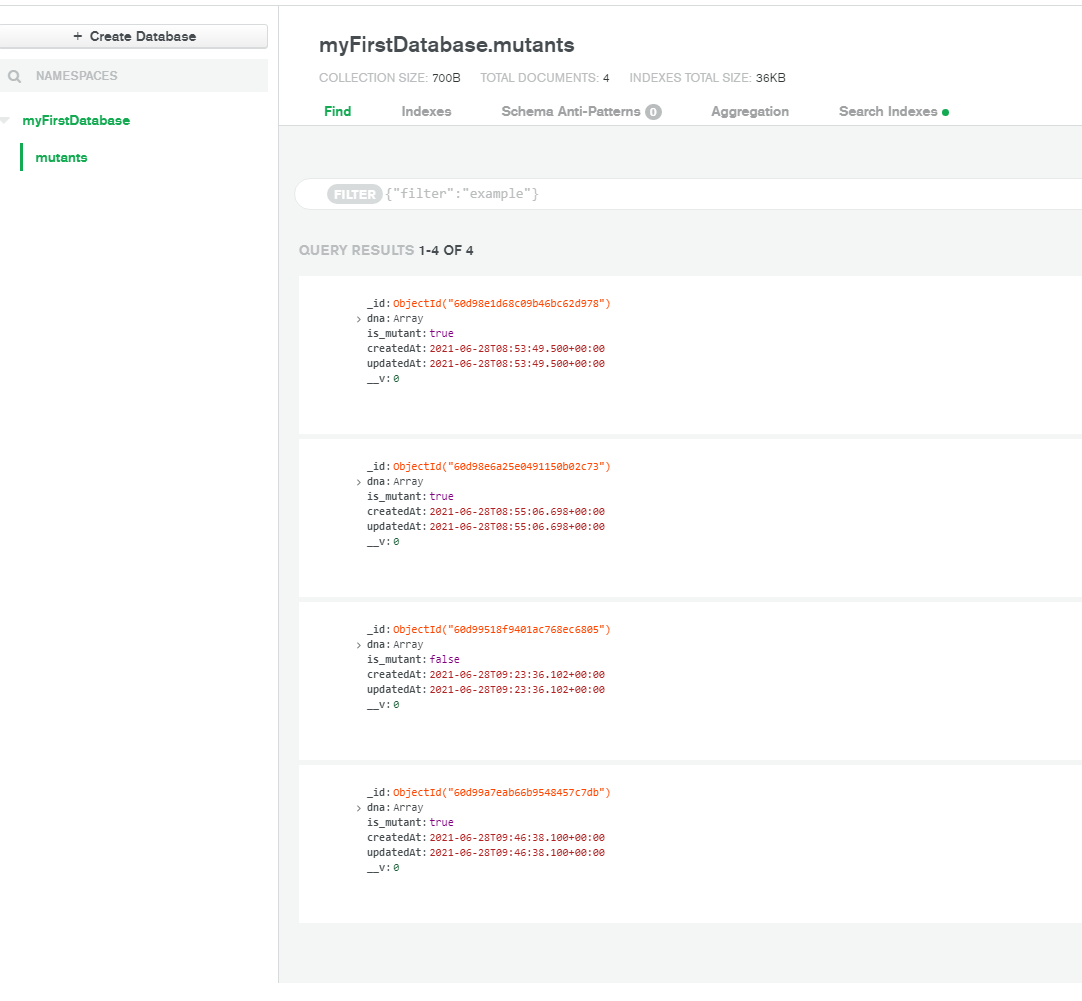 + Create Database
NAMESPACES
myFirstDatabase
mutants
myFirstDatabase.mutants
COLLECTION SIZE: 700B TOTAL DOCUMENTS: 4 INDEXES TOTAL SIZE: 36KB
Find Indexes Schema Anti-Patterns 0 Aggregation Search Indexes
FILTER {"filter":"example"}
QUERY RESULTS 1-4 OF 4
_id: ObjectId("60d98e1d68c09b46bc62d978")
dna: Array
is_mutant: true
createdAt: 2021-06-28T08:53:49.500+00:00
updatedAt: 2021-06-28T08:53:49.500+00:00
__v: 0
_id: ObjectId("60d98e6a25e0491150b02c73")
dna: Array
is_mutant: true
createdAt: 2021-06-28T08:55:06.698+00:00
updatedAt: 2021-06-28T08:55:06.698+00:00
__v: 0
_id: ObjectId("60d99518f9401ac768ec6805")
dna: Array
is_mutant: false
createdAt: 2021-06-28T09:23:36.102+00:00
updatedAt: 2021-06-28T09:23:36.102+00:00
__v: 0
_id: ObjectId("60d99a7eab66b9548457c7db")
dna: Array
is_mutant: true
createdAt: 2021-06-28T09:46:38.100+00:00
updatedAt: 2021-06-28T09:46:38.100+00:00
__v: 0